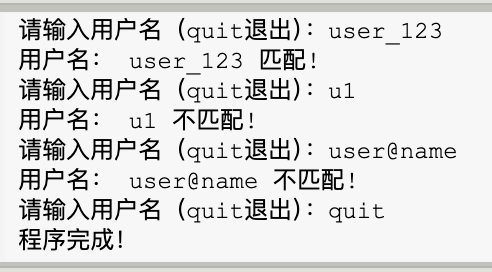 请输入用户名（quit退出）：user_123
用户名： user_123 匹配！
请输入用户名（quit退出）：u1
用户名： u1 不匹配！
请输入用户名（quit退出）：user@name
用户名： user@name 不匹配！
请输入用户名（quit退出）：quit
程序完成！